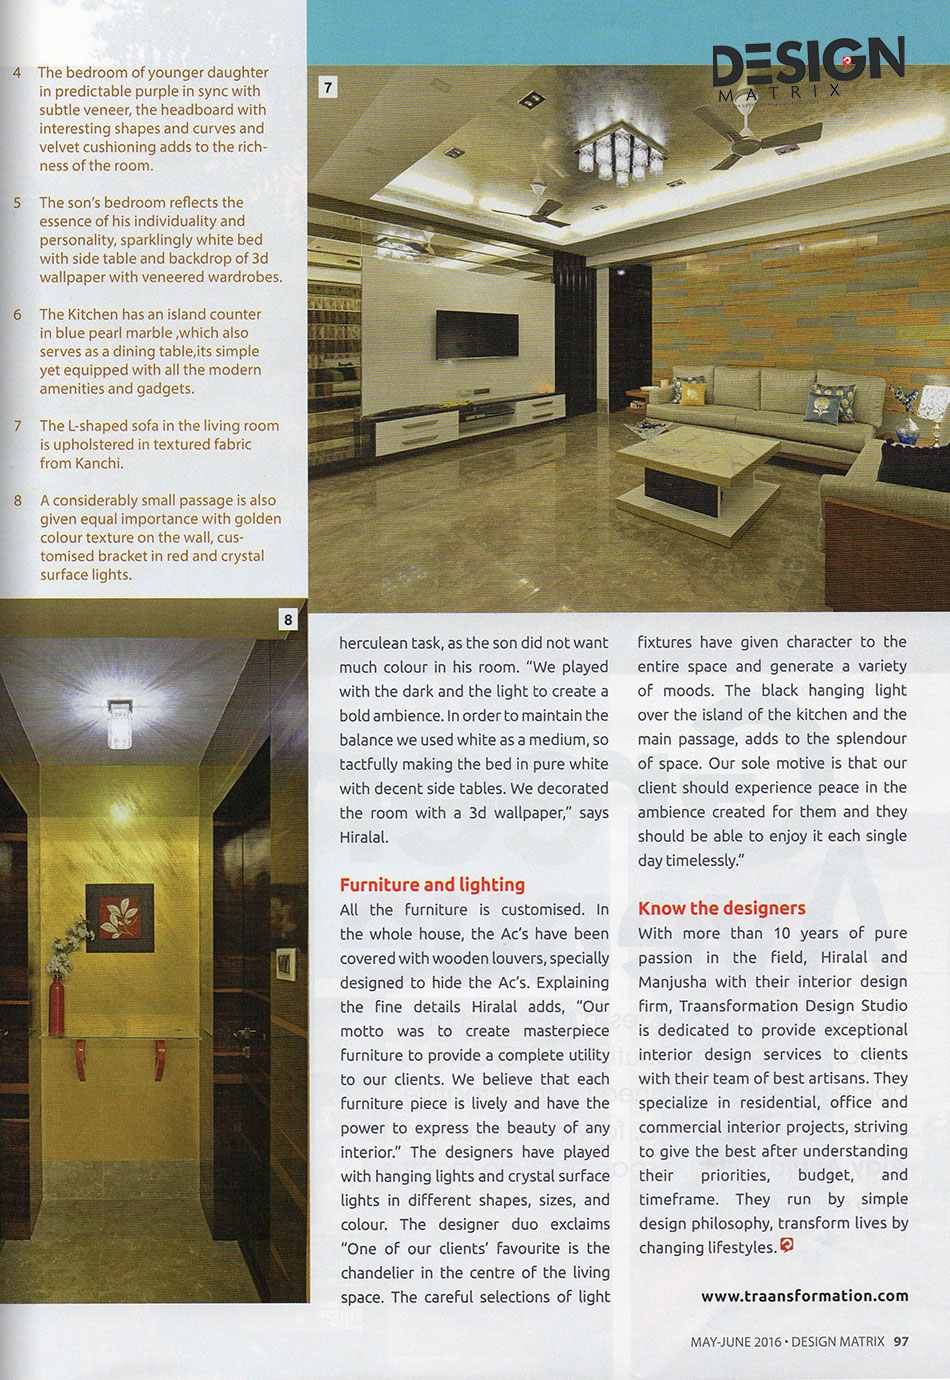 DESIGN
MATRIX
4 The bedroom of younger daughter
in predictable purple in sync with
subtle veneer, the headboard with
interesting shapes and curves and
velvet cushioning adds to the rich-
ness of the room.
5 The son's bedroom reflects the
essence of his individuality and
personality, sparklingly white bed
with side table and backdrop of 3d
wallpaper with veneered wardrobes.
6 The Kitchen has an island counter
in blue pearl marble ,which also
serves as a dining table,its simple
yet equipped with all the modern
amenities and gadgets.
7 The L-shaped sofa in the living room
is upholstered in textured fabric
from Kanchi.
8 A considerably small passage is also
given equal importance with golden
colour texture on the wall, cus-
tomised bracket in red and crystal
surface lights.
7
8
herculean task, as the son did not want
much colour in his room. "We played
with the dark and the light to create a
bold ambience. In order to maintain the
balance we used white as a medium, so
tactfully making the bed in pure white
with decent side tables. We decorated
the room with a 3d wallpaper," says
Hiralal.
Furniture and lighting
All the furniture is customised. In
the whole house, the Ac's have been
covered with wooden louvers, specially
designed to hide the Ac's. Explaining
the fine details Hiralal adds, "Our
motto was to create masterpiece
furniture to provide a complete utility
to our clients. We believe that each
furniture piece is lively and have the
power to express the beauty of any
interior." The designers have played
with hanging lights and crystal surface
lights in different shapes, sizes, and
colour. The designer duo exclaims
"One of our clients' favourite is the
chandelier in the centre of the living
space. The careful selections of light
fixtures have given character to the
entire space and generate a variety
of moods. The black hanging light
over the island of the kitchen and the
main passage, adds to the splendour
of space. Our sole motive is that our
client should experience peace in the
ambience created for them and they
should be able to enjoy it each single
day timelessly."
Know the designers
With more than 10 years of pure
passion in the field, Hiralal and
Manjusha with their interior design
firm, Traansformation Design Studio
is dedicated to provide exceptional
interior design services to clients
with their team of best artisans. They
specialize in residential, office and
commercial interior projects, striving
to give the best after understanding
their priorities, budget, and
timeframe. They run by simple
design philosophy, transform lives by
changing lifestyles.
www.traansformation.com
MAY-JUNE 2016 • DESIGN MATRIX 97